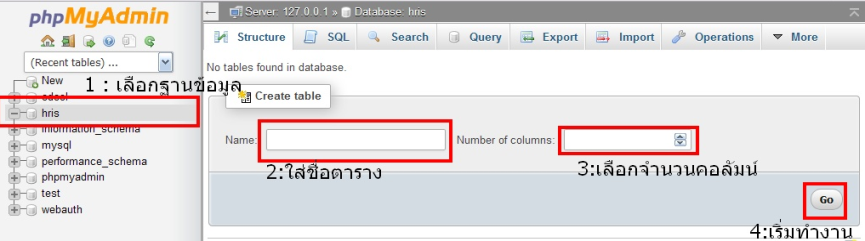 phpMyAdmin
(Recent tables) ...
New
1 : เลือกฐานข้อมูล
hris
information_schema
mysql
performance_schema
phpmyadmin
test
webauth
Server: 127.0.0.1 » Database: hris
Structure SQL Search Query Export Import Operations More
No tables found in database.
Create table
Name: Number of columns:
2:ใส่ชื่อตาราง
3:เลือกจำนวนคอลัมน์
Go
4:เริ่มทำงาน